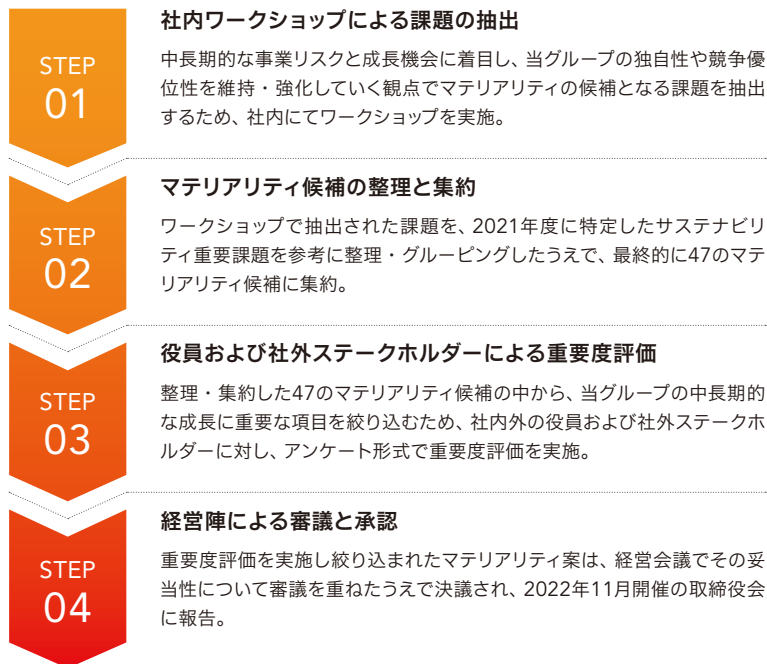 STEP
01
社内ワークショップによる課題の抽出
中長期的な事業リスクと成長機会に着目し、当グループの独自性や競争優
位性を維持・強化していく観点でマテリアリティの候補となる課題を抽出
するため、社内にてワークショップを実施。
STEP
02
マテリアリティ候補の整理と集約
ワークショップで抽出された課題を、2021年度に特定したサステナビリ
ティ重要課題を参考に整理・グルーピングしたうえで、最終的に47のマテ
リアリティ候補に集約。
STEP
03
役員および社外ステークホルダーによる重要度評価
整理・集約した47のマテリアリティ候補の中から、当グループの中長期的
な成長に重要な項目を絞り込むため、社内外の役員および社外ステークホ
ルダーに対し、アンケート形式で重要度評価を実施。
STEP
04
経営陣による審議と承認
重要度評価を実施し絞り込まれたマテリアリティ案は、経営会議でその妥
当性について審議を重ねたうえで決議され、2022年11月開催の取締役会
に報告。